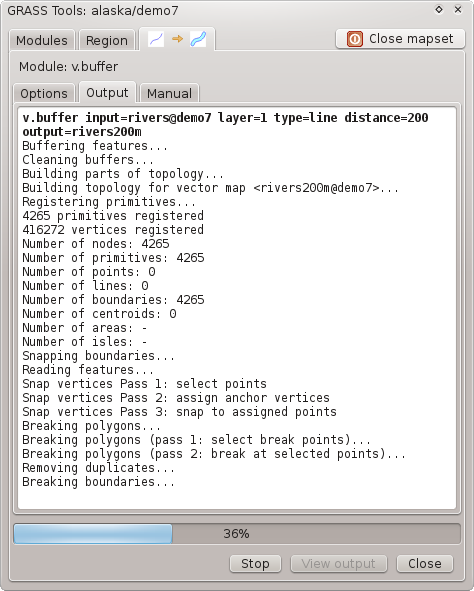 GRASS Tools: alaska/demo7
Modules Region Close mapset
Module: v.buffer
Options Output Manual
v.buffer input=rivers@demo7 layer=1 type=line distance=200
output=rivers200m
Buffering features...
Cleaning buffers...
Building parts of topology...
Building topology for vector map <rivers200m@demo7>...
Registering primitives...
4265 primitives registered
416272 vertices registered
Number of nodes: 4265
Number of primitives: 4265
Number of points: 0
Number of lines: 0
Number of boundaries: 4265
Number of centroids: 0
Number of areas: -
Number of isles: -
Snapping boundaries...
Reading features...
Snap vertices Pass 1: select points
Snap vertices Pass 2: assign anchor vertices
Snap vertices Pass 3: snap to assigned points
Breaking polygons...
Breaking polygons (pass 1: select break points)...
Breaking polygons (pass 2: break at selected points)...
Removing duplicates...
Breaking boundaries...
36%
Stop View output Close